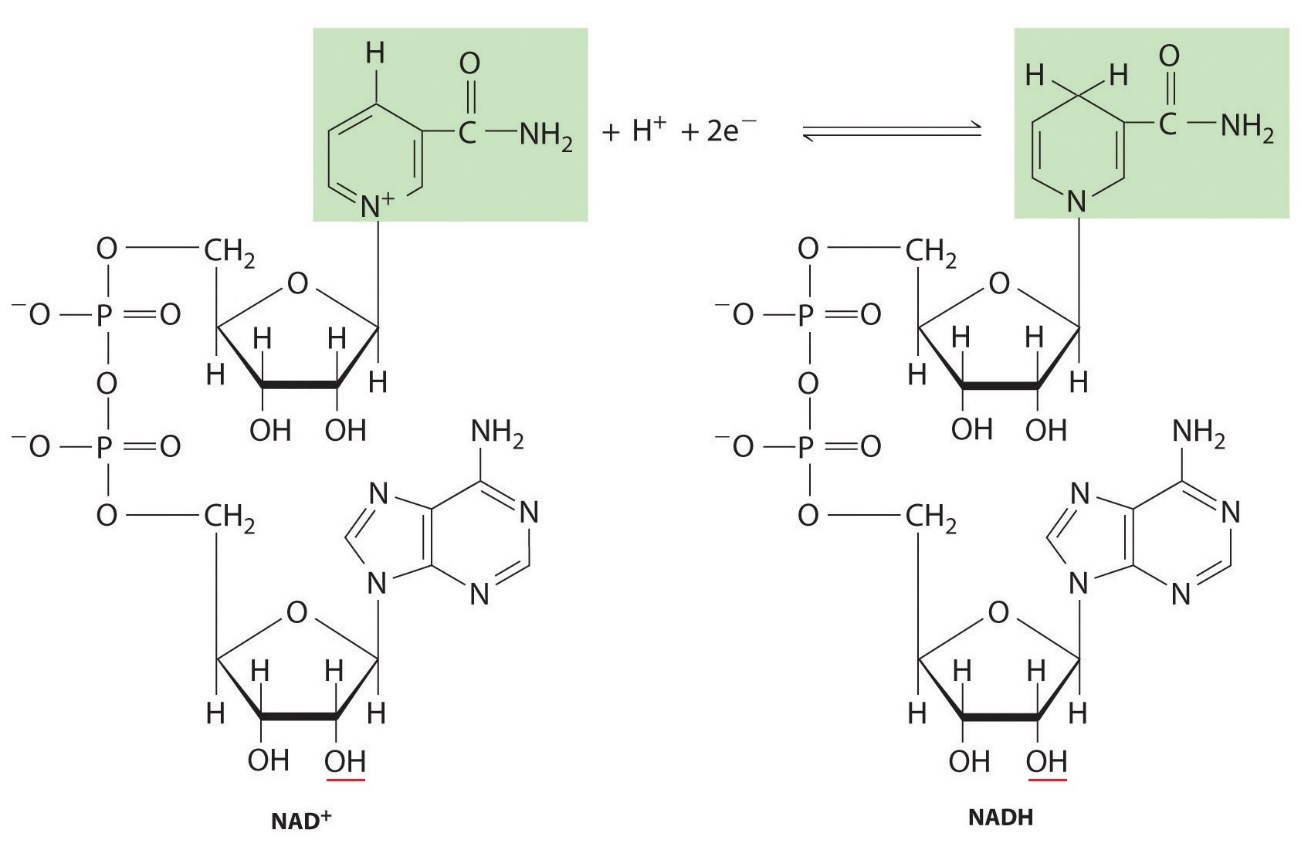 H O H H O
C NH₂ + H⁺ + 2e⁻ C NH₂
N⁺ N
O CH₂ O CH₂
O O
⁻O P O ⁻O P O
H H H H
H H H H
O O
OH OH OH OH
⁻O P O NH₂ ⁻O P O NH₂
N N N N
O CH₂ O CH₂
N N N N
O O
H H H H
H H H H
OH OH OH OH
NAD⁺ NADH